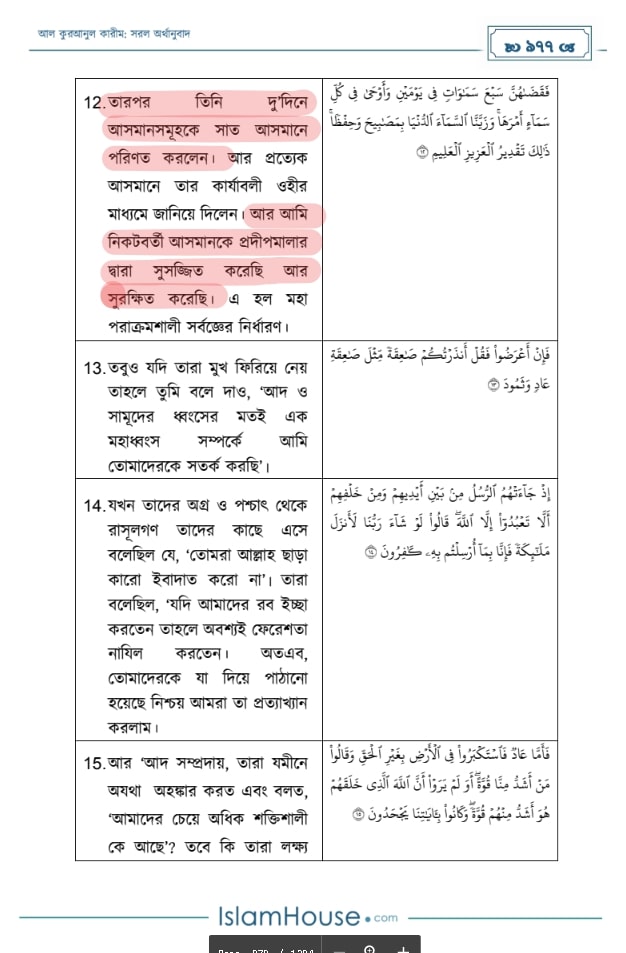 আল কুরআনুল কারীম: সরল অর্থানুবাদ
৯৭৭
12. তারপর তিনি দু’দিনে
আসমানসমূহকে সাত আসমানে
পরিণত করলেন। আর প্রত্যেক
আসমানে তার কার্যাবলী ওহীর
মাধ্যমে জানিয়ে দিলেন। আর আমি
নিকটবর্তী আসমানকে প্রদীপমালার
দ্বারা সুসজ্জিত করেছি আর
সুরক্ষিত করেছি। এ হল মহা
পরাক্রমশালী সর্বজ্ঞের নির্ধারণ।
فَقَضَىٰهُنَّ سَبۡعَ سَمَٰوَاتٖ فِي يَوۡمَيۡنِ وَأَوۡحَىٰ فِي كُلِّ
سَمَآءٍ أَمۡرَهَاۚ وَزَيَّنَّا ٱلسَّمَآءَ ٱلدُّنۡيَا بِمَصَٰبِيحَ وَحِفۡظٗاۚ
ذَٰلِكَ تَقۡدِيرُ ٱلۡعَزِيزِ ٱلۡعَلِيمِ ١٢
13. তবুও যদি তারা মুখ ফিরিয়ে নেয়
তাহলে তুমি বলে দাও, ‘আদ ও
সামূদের ধ্বংসের মতই এক
মহাধ্বংস সম্পর্কে আমি
তোমাদেরকে সতর্ক করছি’।
فَإِنۡ أَعۡرَضُواْ فَقُلۡ أَنذَرۡتُكُمۡ صَٰعِقَةٗ مِّثۡلَ صَٰعِقَةِ
عَادٖ وَثَمُودَ ١٣
14. যখন তাদের অগ্র ও পশ্চাৎ থেকে
রাসূলগণ তাদের কাছে এসে
বলেছিল যে, ‘তোমরা আল্লাহ ছাড়া
কারো ইবাদাত করো না’। তারা
বলেছিল, ‘যদি আমাদের রব ইচ্ছা
করতেন তাহলে অবশ্যই ফেরেশতা
নাযিল করতেন। অতএব,
তোমাদেরকে যা দিয়ে পাঠানো
হয়েছে নিশ্চয় আমরা তা প্রত্যাখ্যান
করলাম।
إِذۡ جَآءَتۡهُمُ ٱلرُّسُلُ مِنۢ بَيۡنِ أَيۡدِيهِمۡ وَمِنۡ خَلۡفِهِمۡ
أَلَّا تَعۡبُدُوٓاْ إِلَّا ٱللَّهَۖ قَالُواْ لَوۡ شَآءَ رَبُّنَا لَأَنزَلَ
مَلَٰٓئِكَةٗ فَإِنَّا بِمَآ أُرۡسِلۡتُم بِهِۦ كَٰفِرُونَ ١٤
15. আর ‘আদ সম্প্রদায়, তারা যমীনে
অযথা অহঙ্কার করত এবং বলত,
‘আমাদের চেয়ে অধিক শক্তিশালী
কে আছে’? তবে কি তারা লক্ষ্য
فَأَمَّا عَادٞ فَٱسۡتَكۡبَرُواْ فِي ٱلۡأَرۡضِ بِغَيۡرِ ٱلۡحَقِّ وَقَالُواْ
مَنۡ أَشَدُّ مِنَّا قُوَّةًۖ أَوَ لَمۡ يَرَوۡاْ أَنَّ ٱللَّهَ ٱلَّذِي خَلَقَهُمۡ
هُوَ أَشَدُّ مِنۡهُمۡ قُوَّةٗۖ وَكَانُواْ بِـَٔايَٰتِنَا يَجۡحَدُونَ ١٥
IslamHouse.com